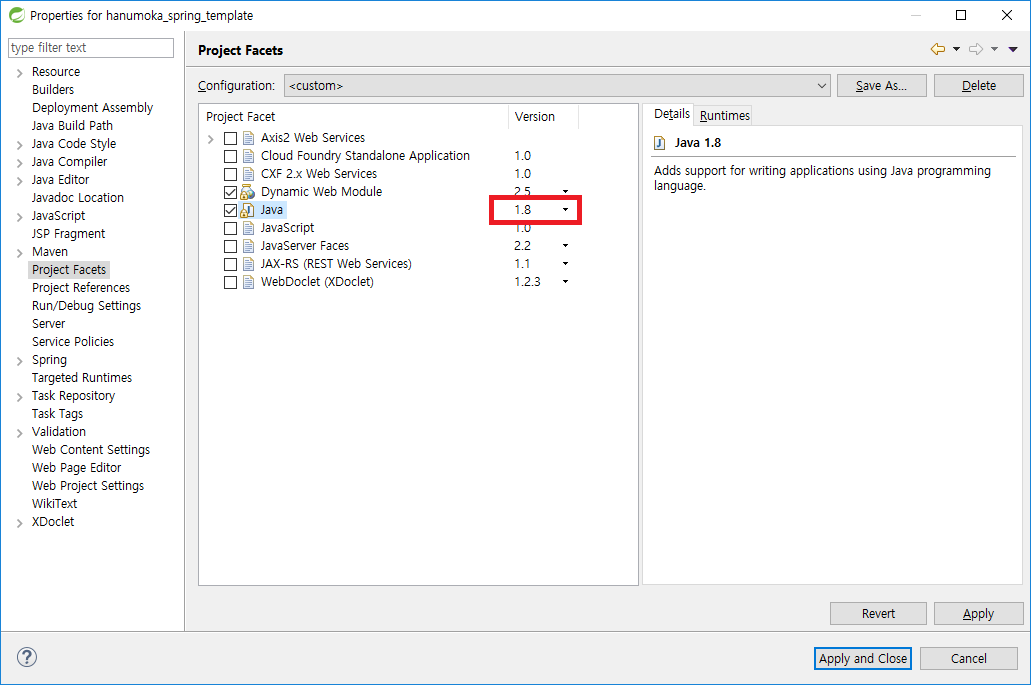 Properties for hanumoka_spring_template
type filter text
Resource
Builders
Deployment Assembly
Java Build Path
Java Code Style
Java Compiler
Java Editor
Javadoc Location
JavaScript
JSP Fragment
Maven
Project Facets
Project References
Run/Debug Settings
Server
Service Policies
Spring
Targeted Runtimes
Task Repository
Task Tags
Validation
Web Content Settings
Web Page Editor
Web Project Settings
WikiText
XDoclet
Project Facets
Configuration: <custom> Save As... Delete
Project Facet Version
Axis2 Web Services
Cloud Foundry Standalone Application 1.0
CXF 2.x Web Services 1.0
Dynamic Web Module 2.5
Java 1.8
JavaScript 1.0
JavaServer Faces 2.2
JAX-RS (REST Web Services) 1.1
WebDoclet (XDoclet) 1.2.3
Details Runtimes
Java 1.8
Adds support for writing applications using Java programming
language.
Revert Apply
Apply and Close Cancel